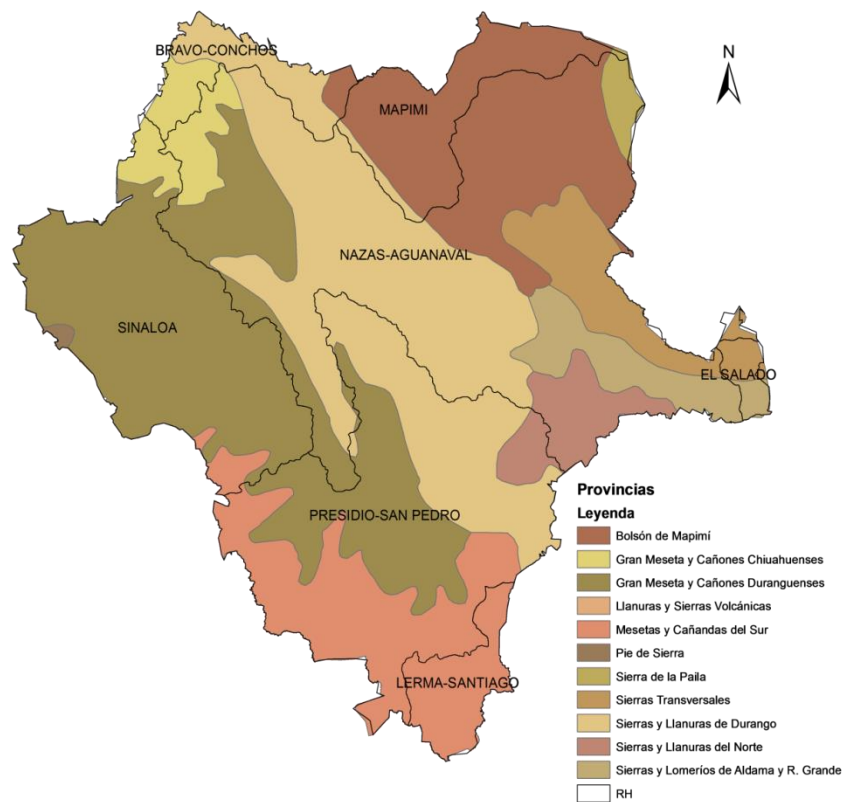 BRAVO-CONCHOS
N
MAPIMI
NAZAS-AGUANAVAL
SINALOA
EL SALADO
PRESIDIO-SAN PEDRO
LERMA-SANTIAGO
Provincias
Leyenda
Bolsón de Mapimí
Gran Meseta y Cañones Chiuahuenses
Gran Meseta y Cañones Duranguenses
Llanuras y Sierras Volcánicas
Mesetas y Cañandas del Sur
Pie de Sierra
Sierra de la Paila
Sierras Transversales
Sierras y Llanuras de Durango
Sierras y Llanuras del Norte
Sierras y Lomeríos de Aldama y R. Grande
RH